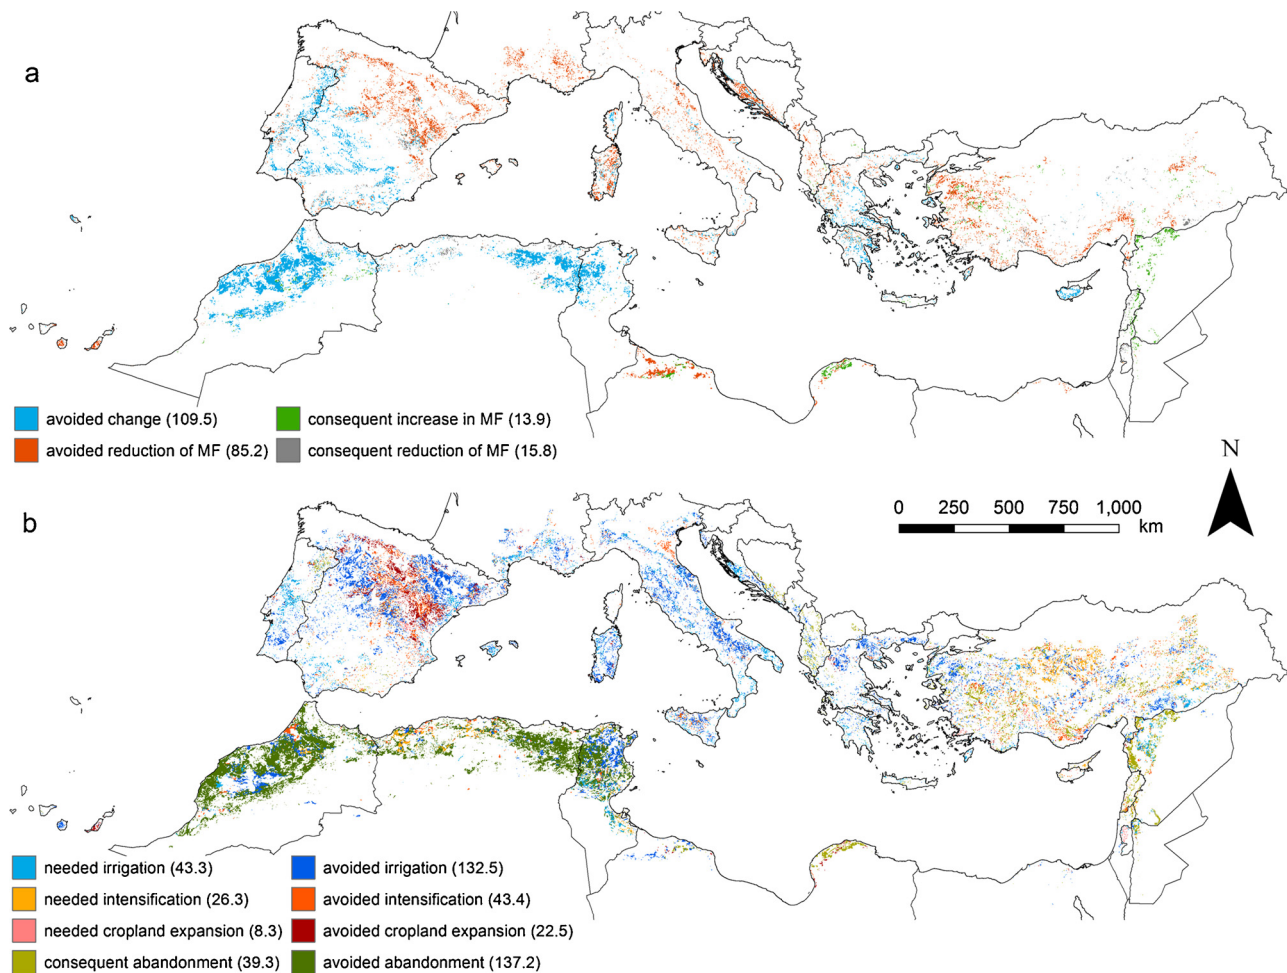 a
avoided change (109.5)
consequent increase in MF (13.9)
avoided reduction of MF (85.2)
consequent reduction of MF (15.8)
N
b
0 250 500 750 1,000
km
needed irrigation (43.3)
avoided irrigation (132.5)
needed intensification (26.3)
avoided intensification (43.4)
needed cropland expansion (8.3)
avoided cropland expansion (22.5)
consequent abandonment (39.3)
avoided abandonment (137.2)